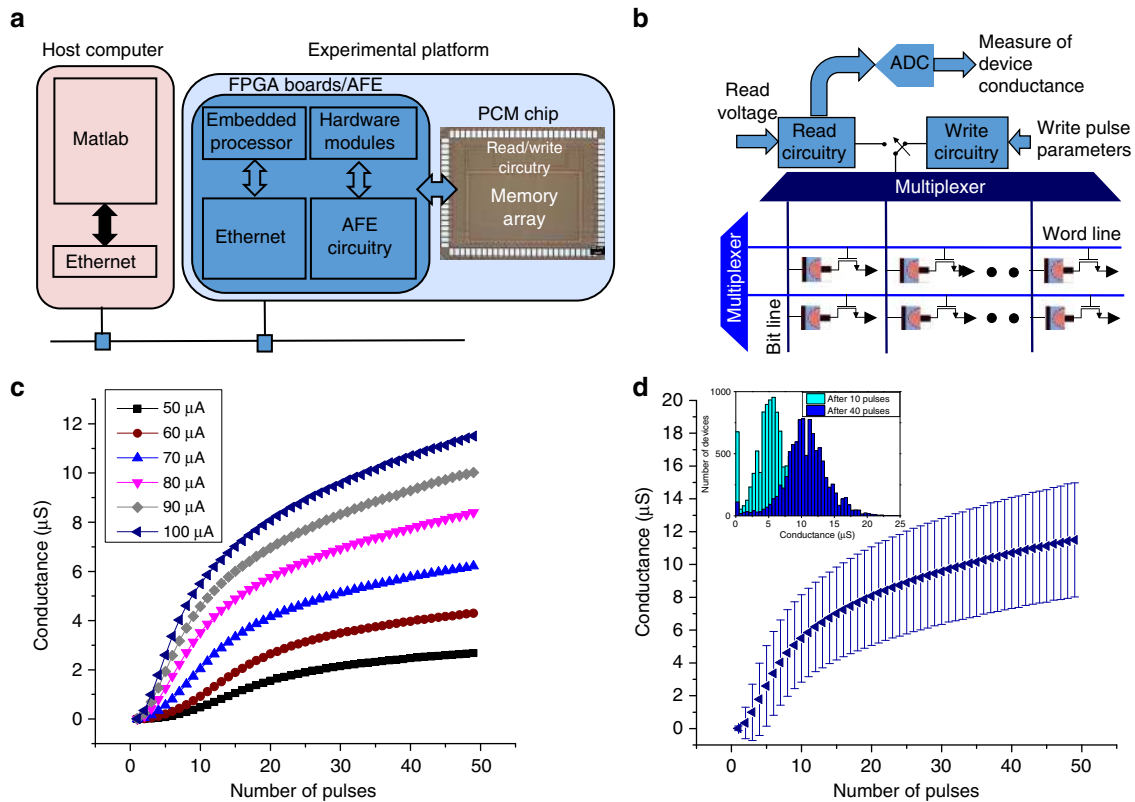 a
Host computer
Experimental platform
FPGA boards/AFE
Matlab
Ethernet
Embedded
processor
Hardware
modules
Ethernet
AFE
circuitry
PCM chip
Read/write
circutry
Memory
array
b
Read
voltage
ADC
Measure of
device
conductance
Read
circuitry
Write
circuitry
Write pulse
parameters
Multiplexer
Multiplexer
Word line
Bit line
c
50 μA
60 μA
70 μA
80 μA
90 μA
100 μA
Conductance (μS)
12
10
8
6
4
2
0
0 10 20 30 40 50
Number of pulses
d
Conductance (μS)
20
18
16
14
12
10
8
6
4
2
0
0 10 20 30 40 50
Number of pulses
Number of devices
1000
750
500
250
0
0 5 10 15 20 25
Conductance (μS)
After 10 pulses
After 40 pulses